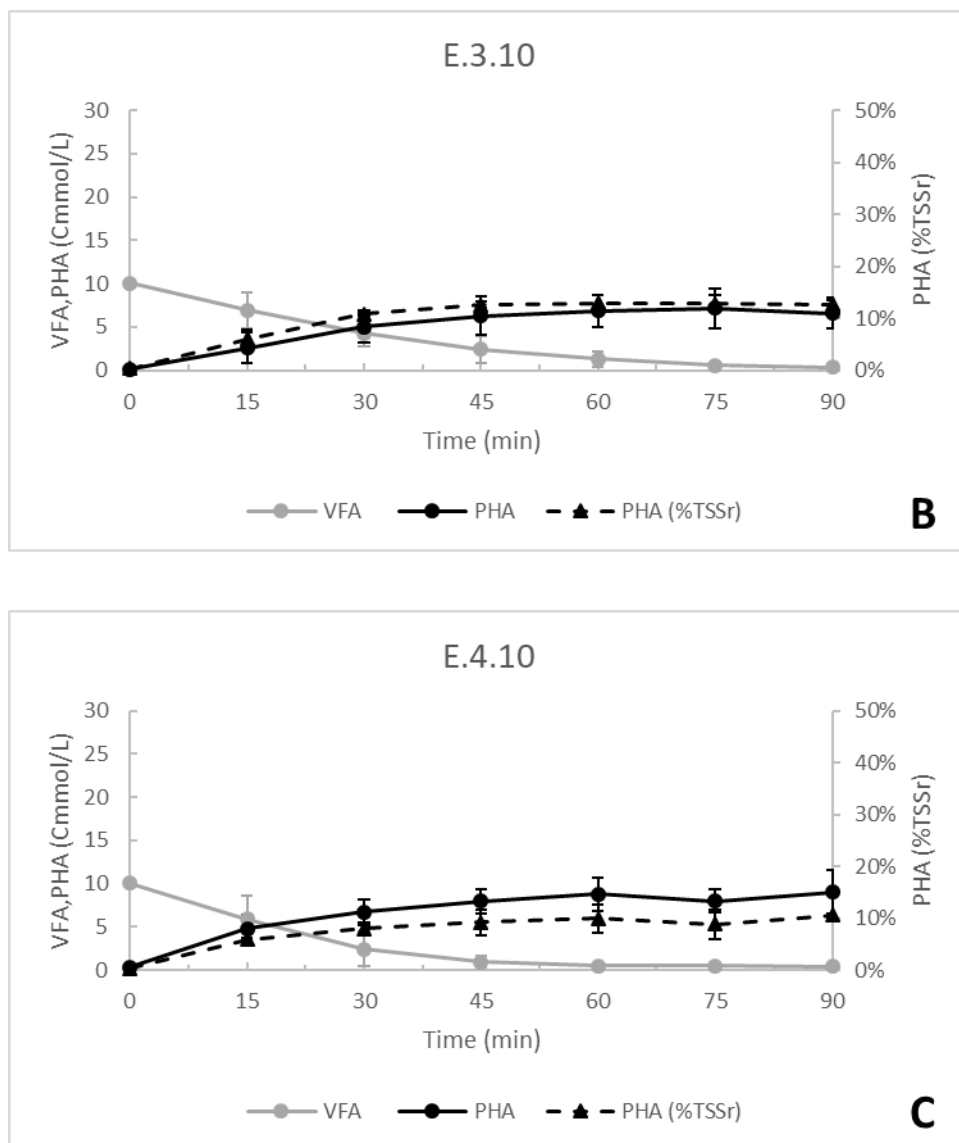 E.3.10
30
25
20
15
10
5
0
VFA,PHA (Cmmol/L)
50%
40%
30%
20%
10%
0%
PHA (%TSSr)
0 15 30 45 60 75 90
Time (min)
VFA PHA PHA (%TSSr)
B
E.4.10
30
25
20
15
10
5
0
VFA,PHA (Cmmol/L)
50%
40%
30%
20%
10%
0%
PHA (%TSSr)
0 15 30 45 60 75 90
Time (min)
VFA PHA PHA (%TSSr)
C